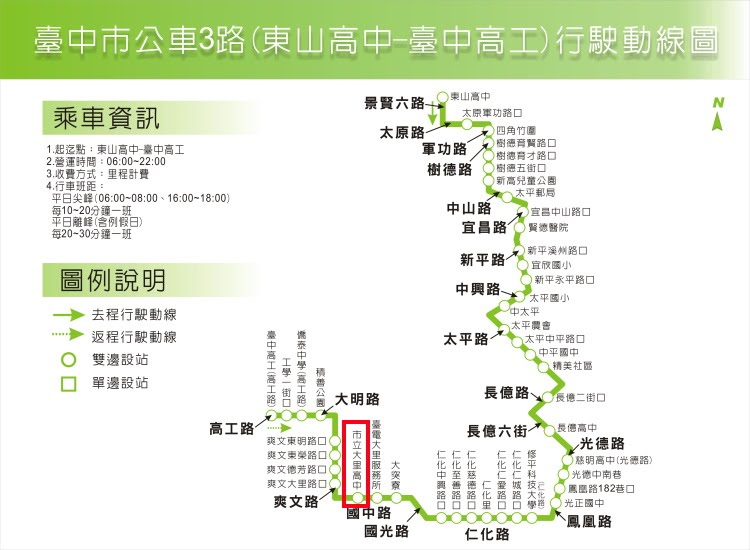 臺中市公車3路(東山高中-臺中高工)行駛動線圖
乘車資訊
1.起迄點：東山高中-臺中高工
2.營運時間：06:00~22:00
3.收費方式：里程計費
4.行車班距：
平日尖峰(06:00~08:00、16:00~18:00)
每10~20分鐘一班
平日離峰(含例假日)
每20~30分鐘一班
圖例說明
去程行駛動線
返程行駛動線
雙邊設站
單邊設站
N
景賢六路
東山高中
太原軍功路口
太原路
四角竹圍
軍功路
樹德育賢路口
樹德育才路口
樹德路
樹德五街口
新高兒童公園
太平郵局
中山路
宜昌中山路口
宜昌路
賢德醫院
新平溪州路口
新平路
宜欣國小
新平永平路口
中興路
太平國小
中太平
太平農會
太平路
太平中平路口
中平國中
精美社區
長億路
長億二街口
長億六街
長億高中
光德路
慈明高中(光德路)
光德中南巷
鳳凰路182巷口
光正國中
鳳凰路
修平科技大學(仁化路)
仁化仁城路口
仁化仁愛路口
仁化里
仁化慈德路口
仁化至善路口
仁化中興路口
仁化路
國光路
大突寮
臺電大里服務所
市立大里高中
國中路
爽文路
爽文大里路口
爽文德芳路口
爽文東榮路口
爽文東明路口
大明路
積善公園
僑泰中學(高工路)
工學一街口
臺中高工(高工路)
高工路